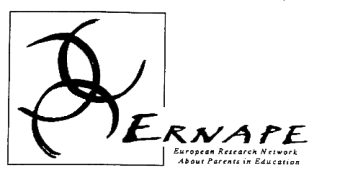 ERNAPE
European Research Network
About Parents in Education